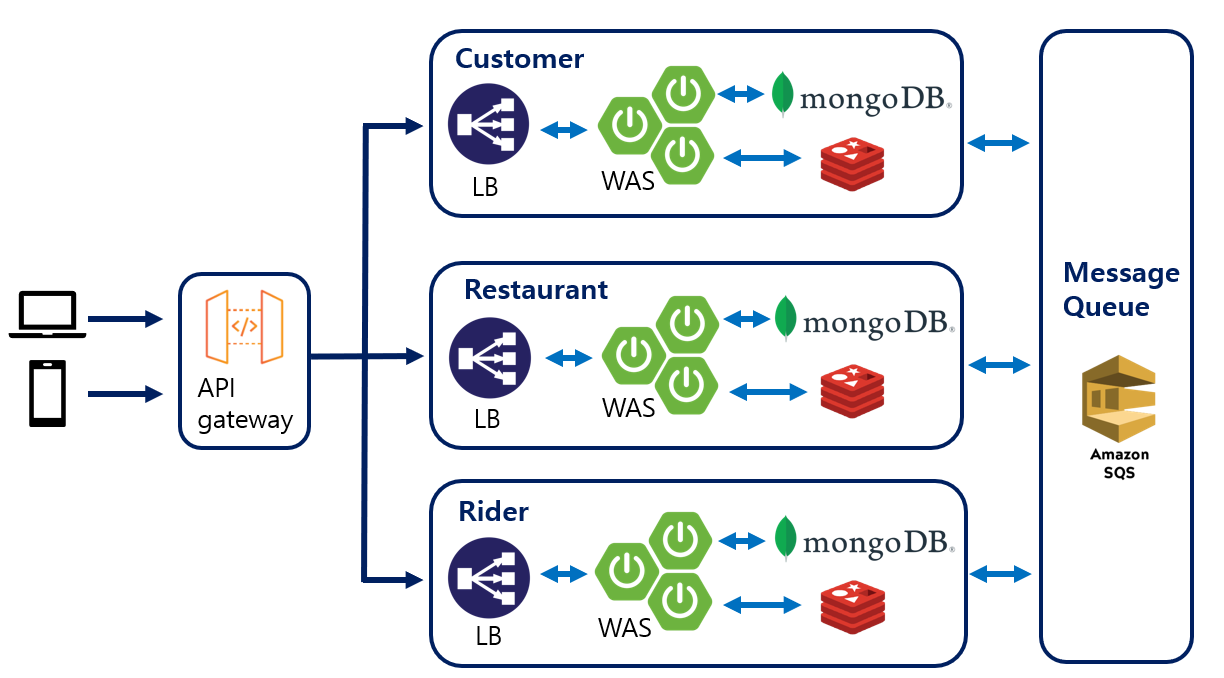 Customer
LB
WAS
mongoDB®
API
gateway
</>
Restaurant
LB
WAS
mongoDB®
Rider
LB
WAS
mongoDB®
Message
Queue
Amazon
SQS